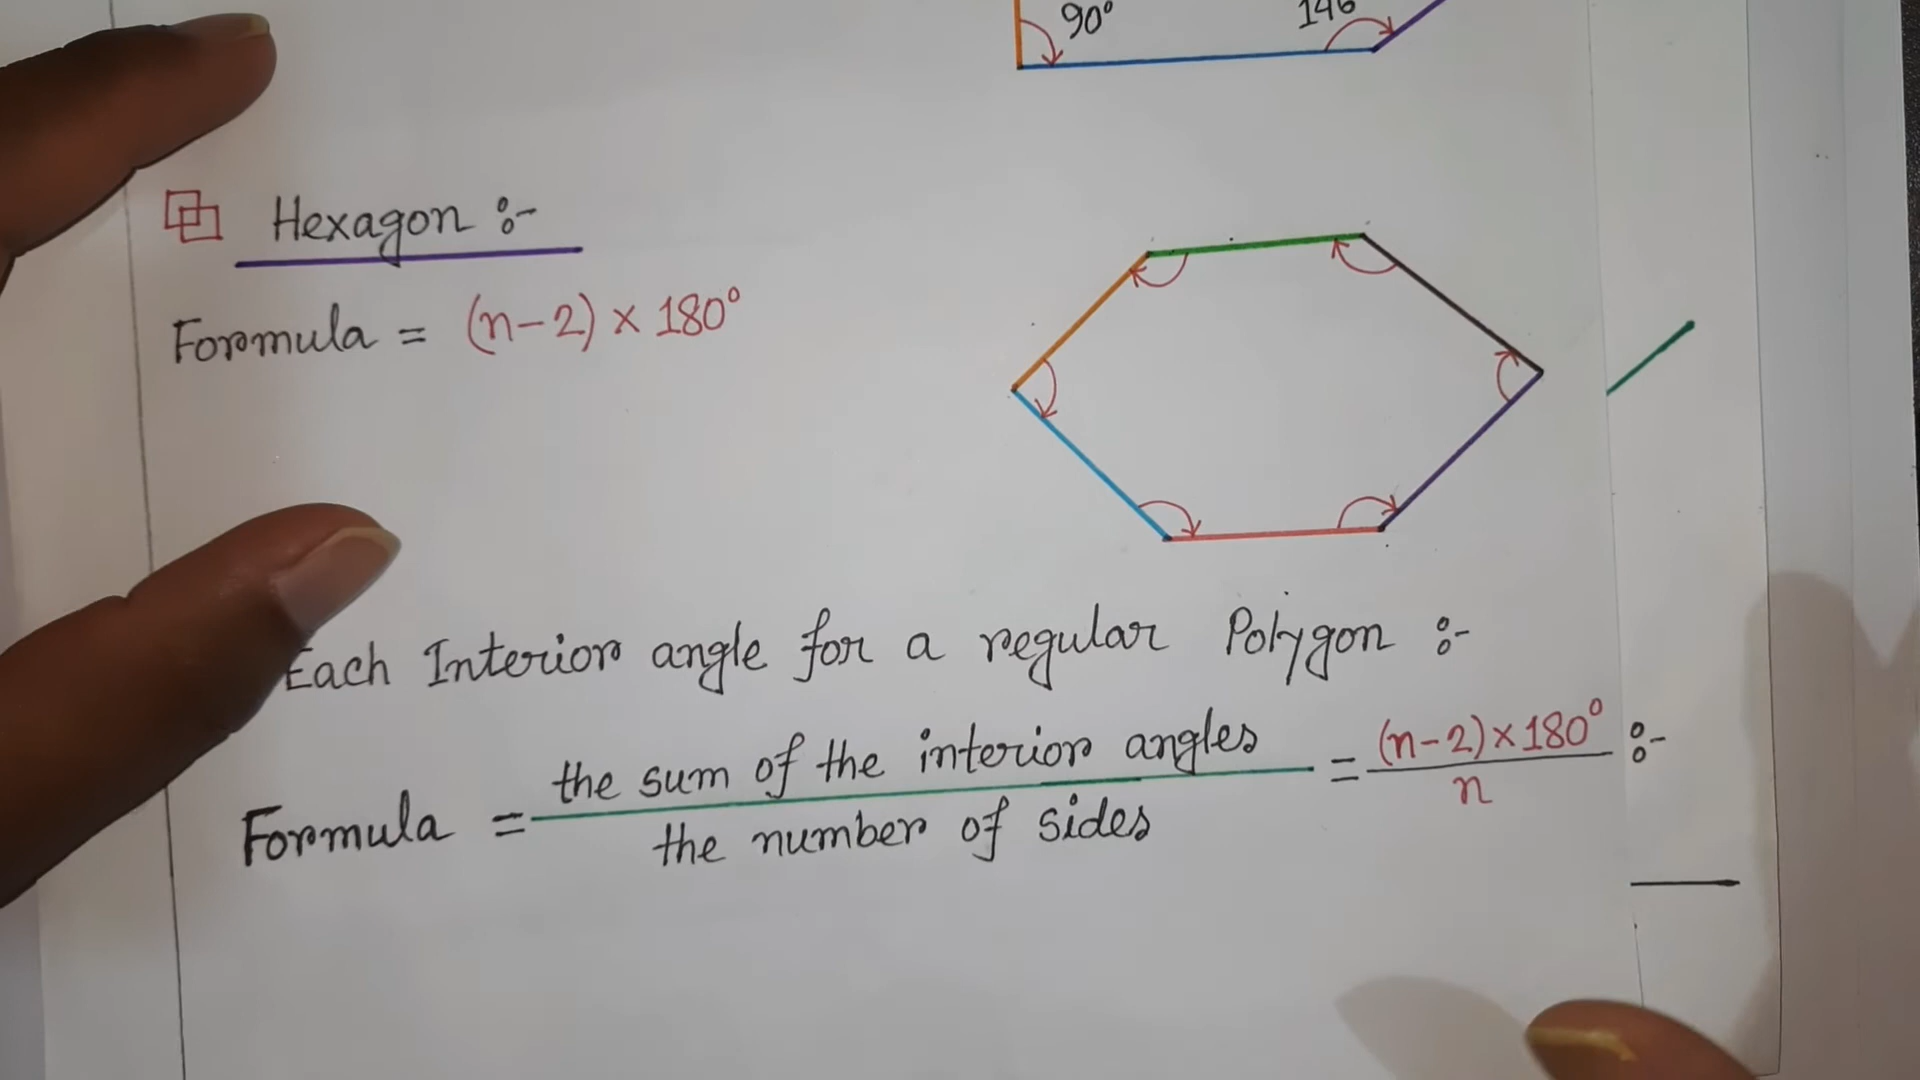 90°
146
Hexagon :-
Formula = (n-2) × 180°
Each Interior angle for a regular Polygon :-
Formula = the sum of the interior angles / the number of sides = (n-2)×180° / n :-